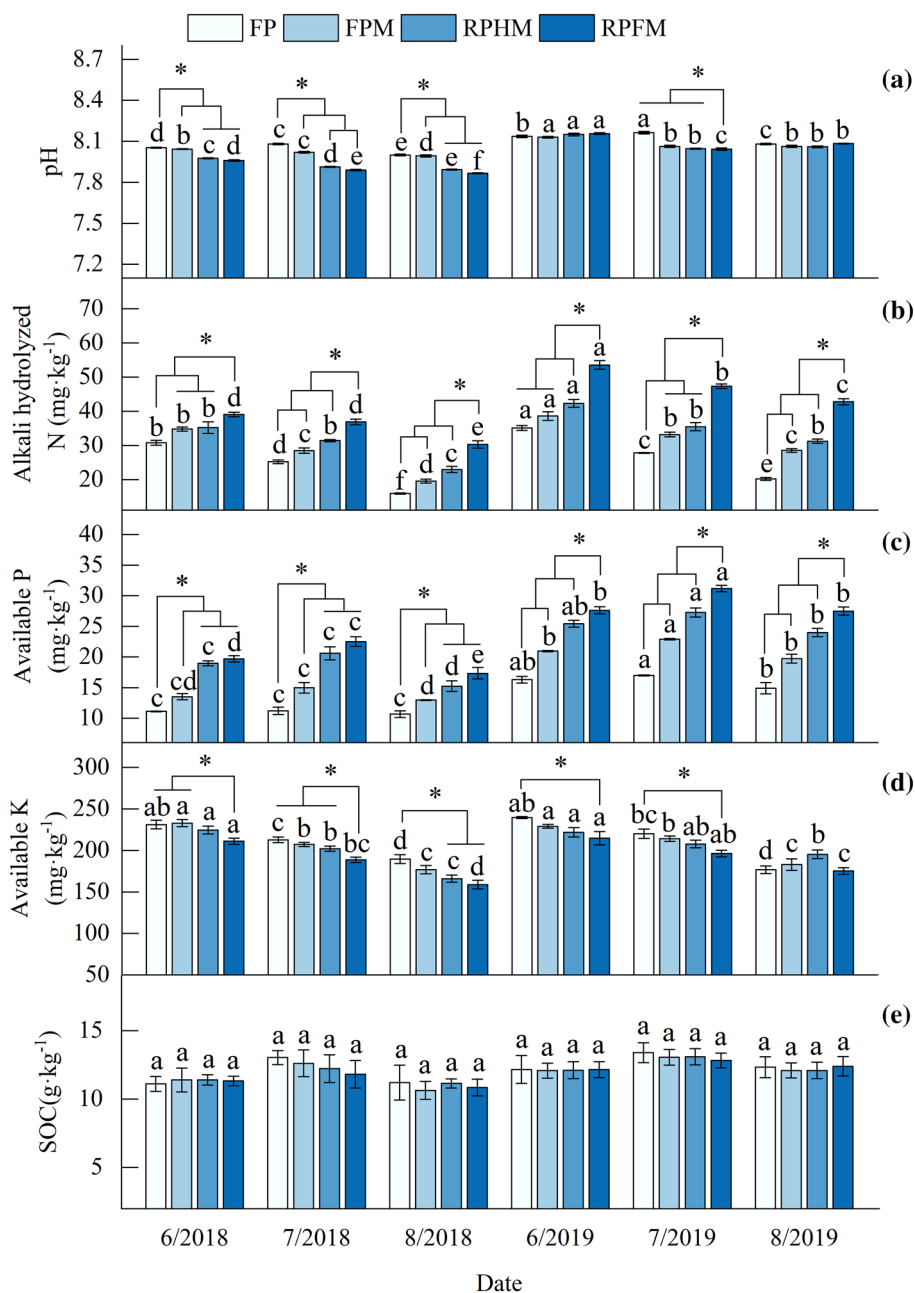 FP FPM RPHM RPFM
(a)
pH
8.7
8.4
8.1
7.8
7.5
7.2
* * * *
d b c d c c d e e d e f b a a a a b b c c b b b
(b)
Alkali hydrolyzed
N (mg·kg-1)
70
60
50
40
30
20
* * * * * *
b b b d d c b d f d c e a a a a c b b b e c b c
(c)
Available P
(mg·kg-1)
40
35
30
25
20
15
10
* * * * * *
c cd d d c c c c c d d e ab b ab b a a a a b b b b
(d)
Available K
(mg·kg-1)
300
250
200
150
100
50
* * * * *
ab a a a c b b bc d c c d ab a a a bc b ab ab d c b c
(e)
SOC(g·kg-1)
15
10
5
a a a a a a a a a a a a a a a a a a a a a a a a
6/2018 7/2018 8/2018 6/2019 7/2019 8/2019
Date